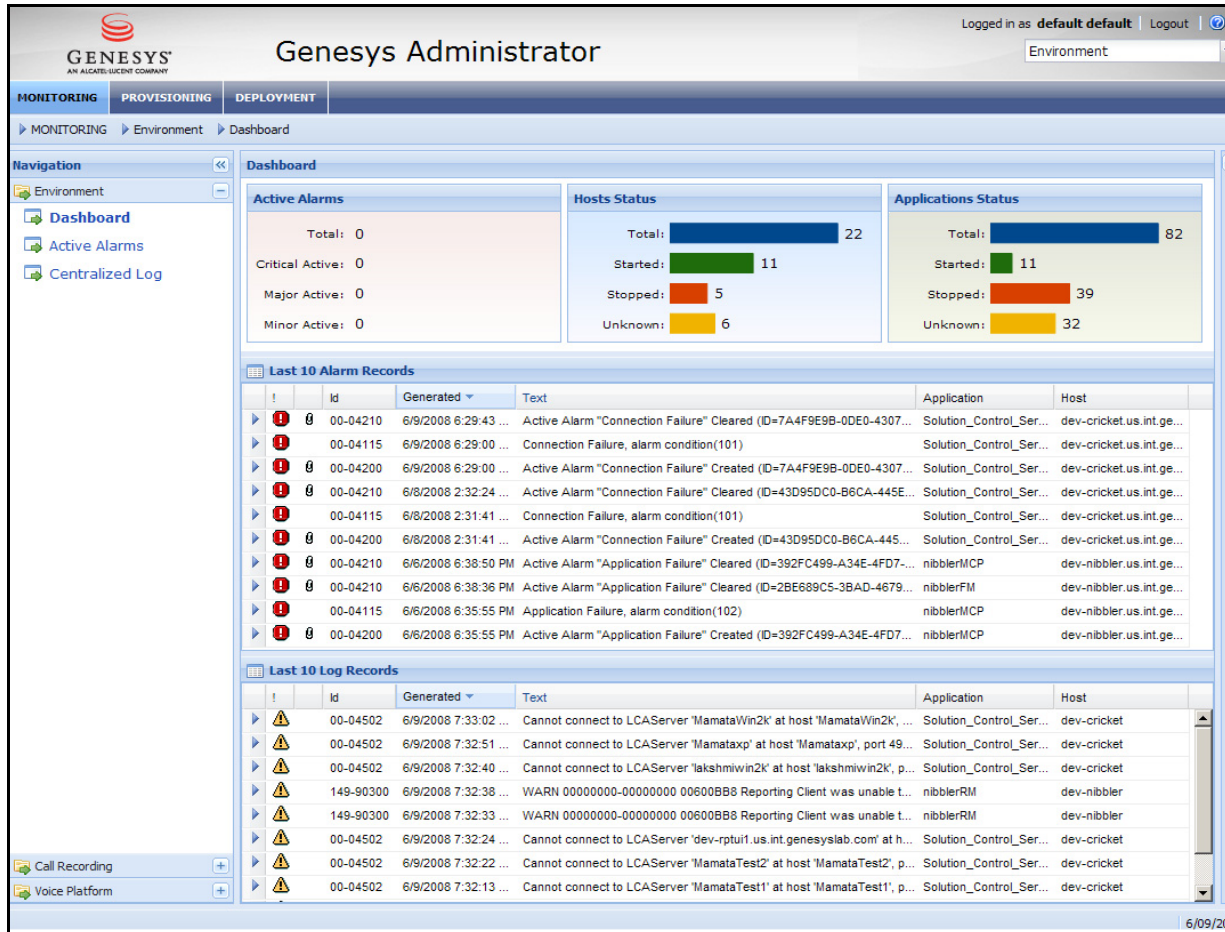 Logged in as default default Logout
GENESYS
AN ALCATEL-LUCENT COMPANY
Genesys Administrator
Environment
MONITORING PROVISIONING DEPLOYMENT
MONITORING Environment Dashboard
Navigation
Environment
Dashboard
Active Alarms
Centralized Log
Call Recording
Voice Platform
Dashboard
Active Alarms
Total: 0
Critical Active: 0
Major Active: 0
Minor Active: 0
Hosts Status
Total: 22
Started: 11
Stopped: 5
Unknown: 6
Applications Status
Total: 82
Started: 11
Stopped: 39
Unknown: 32
Last 10 Alarm Records
! Id Generated Text Application Host
00-04210 6/9/2008 6:29:43 ... Active Alarm "Connection Failure" Cleared (ID=7A4F9E9B-0DE0-4307... Solution_Control_Ser... dev-cricket.us.int.ge...
00-04115 6/9/2008 6:29:00 ... Connection Failure, alarm condition(101) Solution_Control_Ser... dev-cricket.us.int.ge...
00-04200 6/9/2008 6:29:00 ... Active Alarm "Connection Failure" Created (ID=7A4F9E9B-0DE0-4307... Solution_Control_Ser... dev-cricket.us.int.ge...
00-04210 6/8/2008 2:32:24 ... Active Alarm "Connection Failure" Cleared (ID=43D95DC0-B6CA-445E... Solution_Control_Ser... dev-cricket.us.int.ge...
00-04115 6/8/2008 2:31:41 ... Connection Failure, alarm condition(101) Solution_Control_Ser... dev-cricket.us.int.ge...
00-04200 6/8/2008 2:31:41 ... Active Alarm "Connection Failure" Created (ID=43D95DC0-B6CA-445... Solution_Control_Ser... dev-cricket.us.int.ge...
00-04210 6/6/2008 6:38:50 PM Active Alarm "Application Failure" Cleared (ID=392FC499-A34E-4FD7-... nibblerMCP dev-nibbler.us.int.ge...
00-04210 6/6/2008 6:38:36 PM Active Alarm "Application Failure" Cleared (ID=2BE689C5-3BAD-4679... nibblerFM dev-nibbler.us.int.ge...
00-04115 6/6/2008 6:35:55 PM Application Failure, alarm condition(102) nibblerMCP dev-nibbler.us.int.ge...
00-04200 6/6/2008 6:35:55 PM Active Alarm "Application Failure" Created (ID=392FC499-A34E-4FD7... nibblerMCP dev-nibbler.us.int.ge...
Last 10 Log Records
! Id Generated Text Application Host
00-04502 6/9/2008 7:33:02 ... Cannot connect to LCAServer 'MamataWin2k' at host 'MamataWin2k', ... Solution_Control_Ser... dev-cricket
00-04502 6/9/2008 7:32:51 ... Cannot connect to LCAServer 'Mamataxp' at host 'Mamataxp', port 49... Solution_Control_Ser... dev-cricket
00-04502 6/9/2008 7:32:40 ... Cannot connect to LCAServer 'lakshmiwin2k' at host 'lakshmiwin2k', p... Solution_Control_Ser... dev-cricket
149-90300 6/9/2008 7:32:38 ... WARN 00000000-00000000 00600BB8 Reporting Client was unable t... nibblerRM dev-nibbler
149-90300 6/9/2008 7:32:33 ... WARN 00000000-00000000 00600BB8 Reporting Client was unable t... nibblerRM dev-nibbler
00-04502 6/9/2008 7:32:24 ... Cannot connect to LCAServer 'dev-rptui1.us.int.genesyslab.com' at h... Solution_Control_Ser... dev-cricket
00-04502 6/9/2008 7:32:22 ... Cannot connect to LCAServer 'MamataTest2' at host 'MamataTest2', p... Solution_Control_Ser... dev-cricket
00-04502 6/9/2008 7:32:13 ... Cannot connect to LCAServer 'MamataTest1' at host 'MamataTest1', p... Solution_Control_Ser... dev-cricket
6/09/20